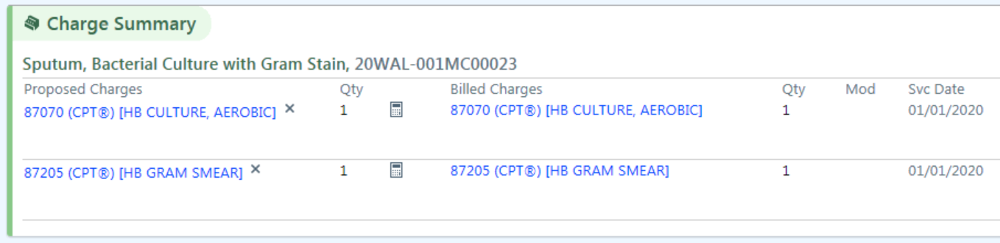 Charge Summary
Sputum, Bacterial Culture with Gram Stain, 20WAL-001MC00023
Proposed Charges Qty Billed Charges Qty Mod Svc Date
87070 (CPT®) [HB CULTURE, AEROBIC] × 1 87070 (CPT®) [HB CULTURE, AEROBIC] 1 01/01/2020
87205 (CPT®) [HB GRAM SMEAR] × 1 87205 (CPT®) [HB GRAM SMEAR] 1 01/01/2020